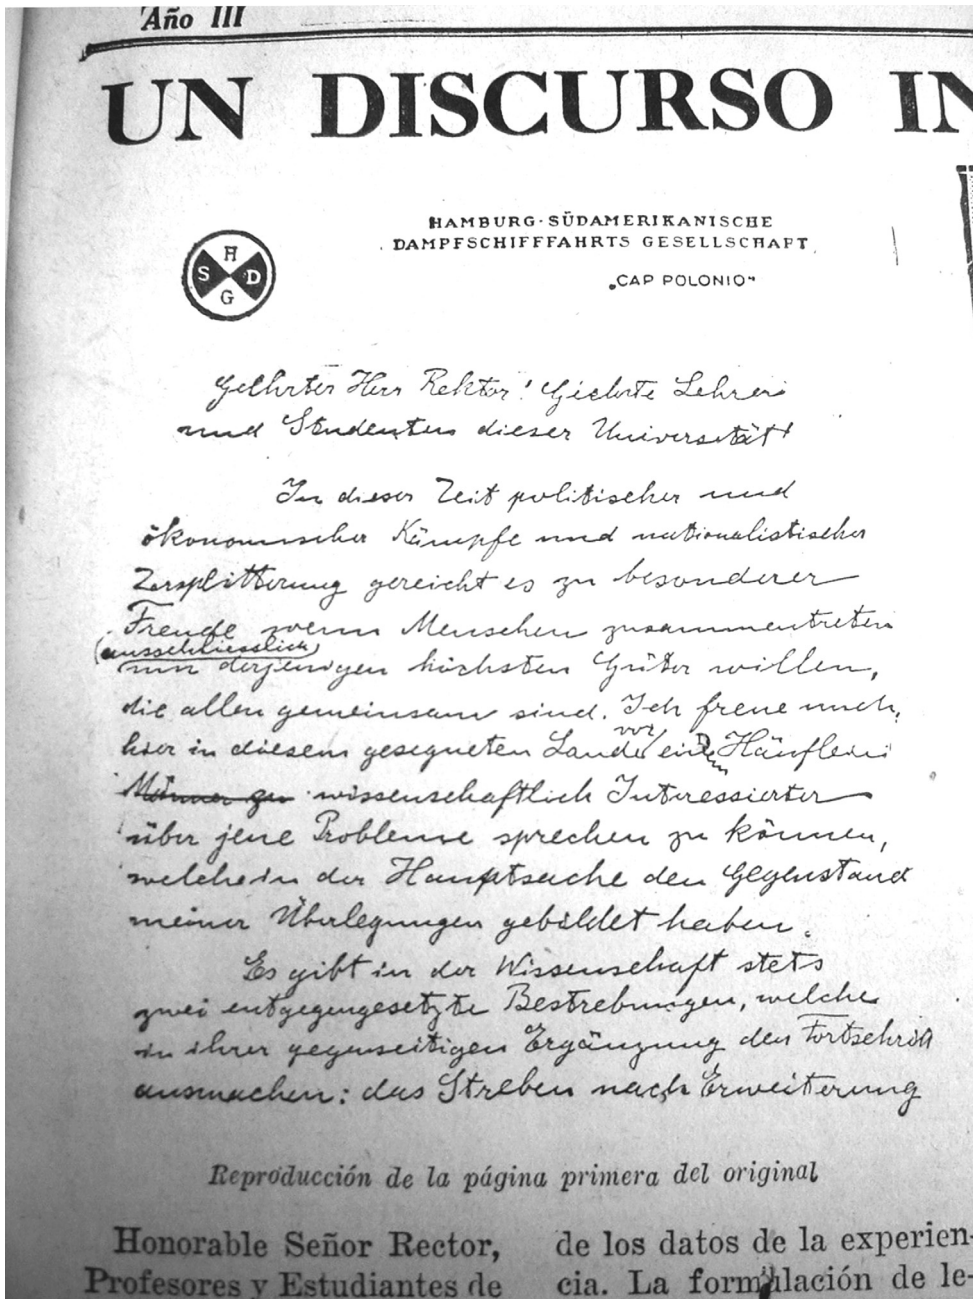 Año III
UN DISCURSO IN
HAMBURG-SÜDAMERIKANISCHE
DAMPFSCHIFFFAHRTS GESELLSCHAFT
H
S D
G
„CAP POLONIO"
Geehrter Herr Rektor! Geehrte Lehrer
und Studenten dieser Universität!
In dieser Zeit politischer und
ökonomischer Kämpfe und nationalistischer
Zersplitterung gereicht es zu besonderer
Freude wenn Menschen zusammentreten
(ausschliesslich)
um derjenigen höchsten Güter willen,
die allen gemeinsam sind. Ich freue mich,
hier in diesem gesegneten Lande vor einem Häuflein
Männer zu wissenschaftlich Interessierter
über jene Probleme sprechen zu können,
welche in der Hauptsache den Gegenstand
meiner Überlegungen gebildet haben.
Es gibt in der Wissenschaft stets
zwei entgegengesetzte Bestrebungen, welche
in ihrer gegenseitigen Ergänzung den Fortschritt
ausmachen: das Streben nach Erweiterung
Reproducción de la página primera del original
Honorable Señor Rector,
Profesores y Estudiantes de
de los datos de la experien-
cia. La formulación de le-